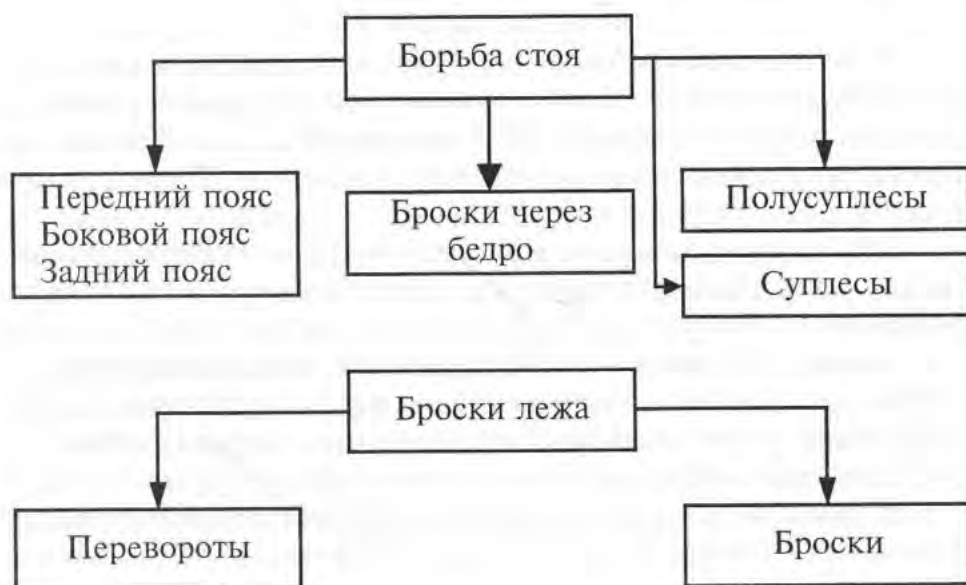 Борьба стоя
Передний пояс
Боковой пояс
Задний пояс
Броски через
бедро
Полусуплесы
Суплесы
Броски лежа
Перевороты
Броски